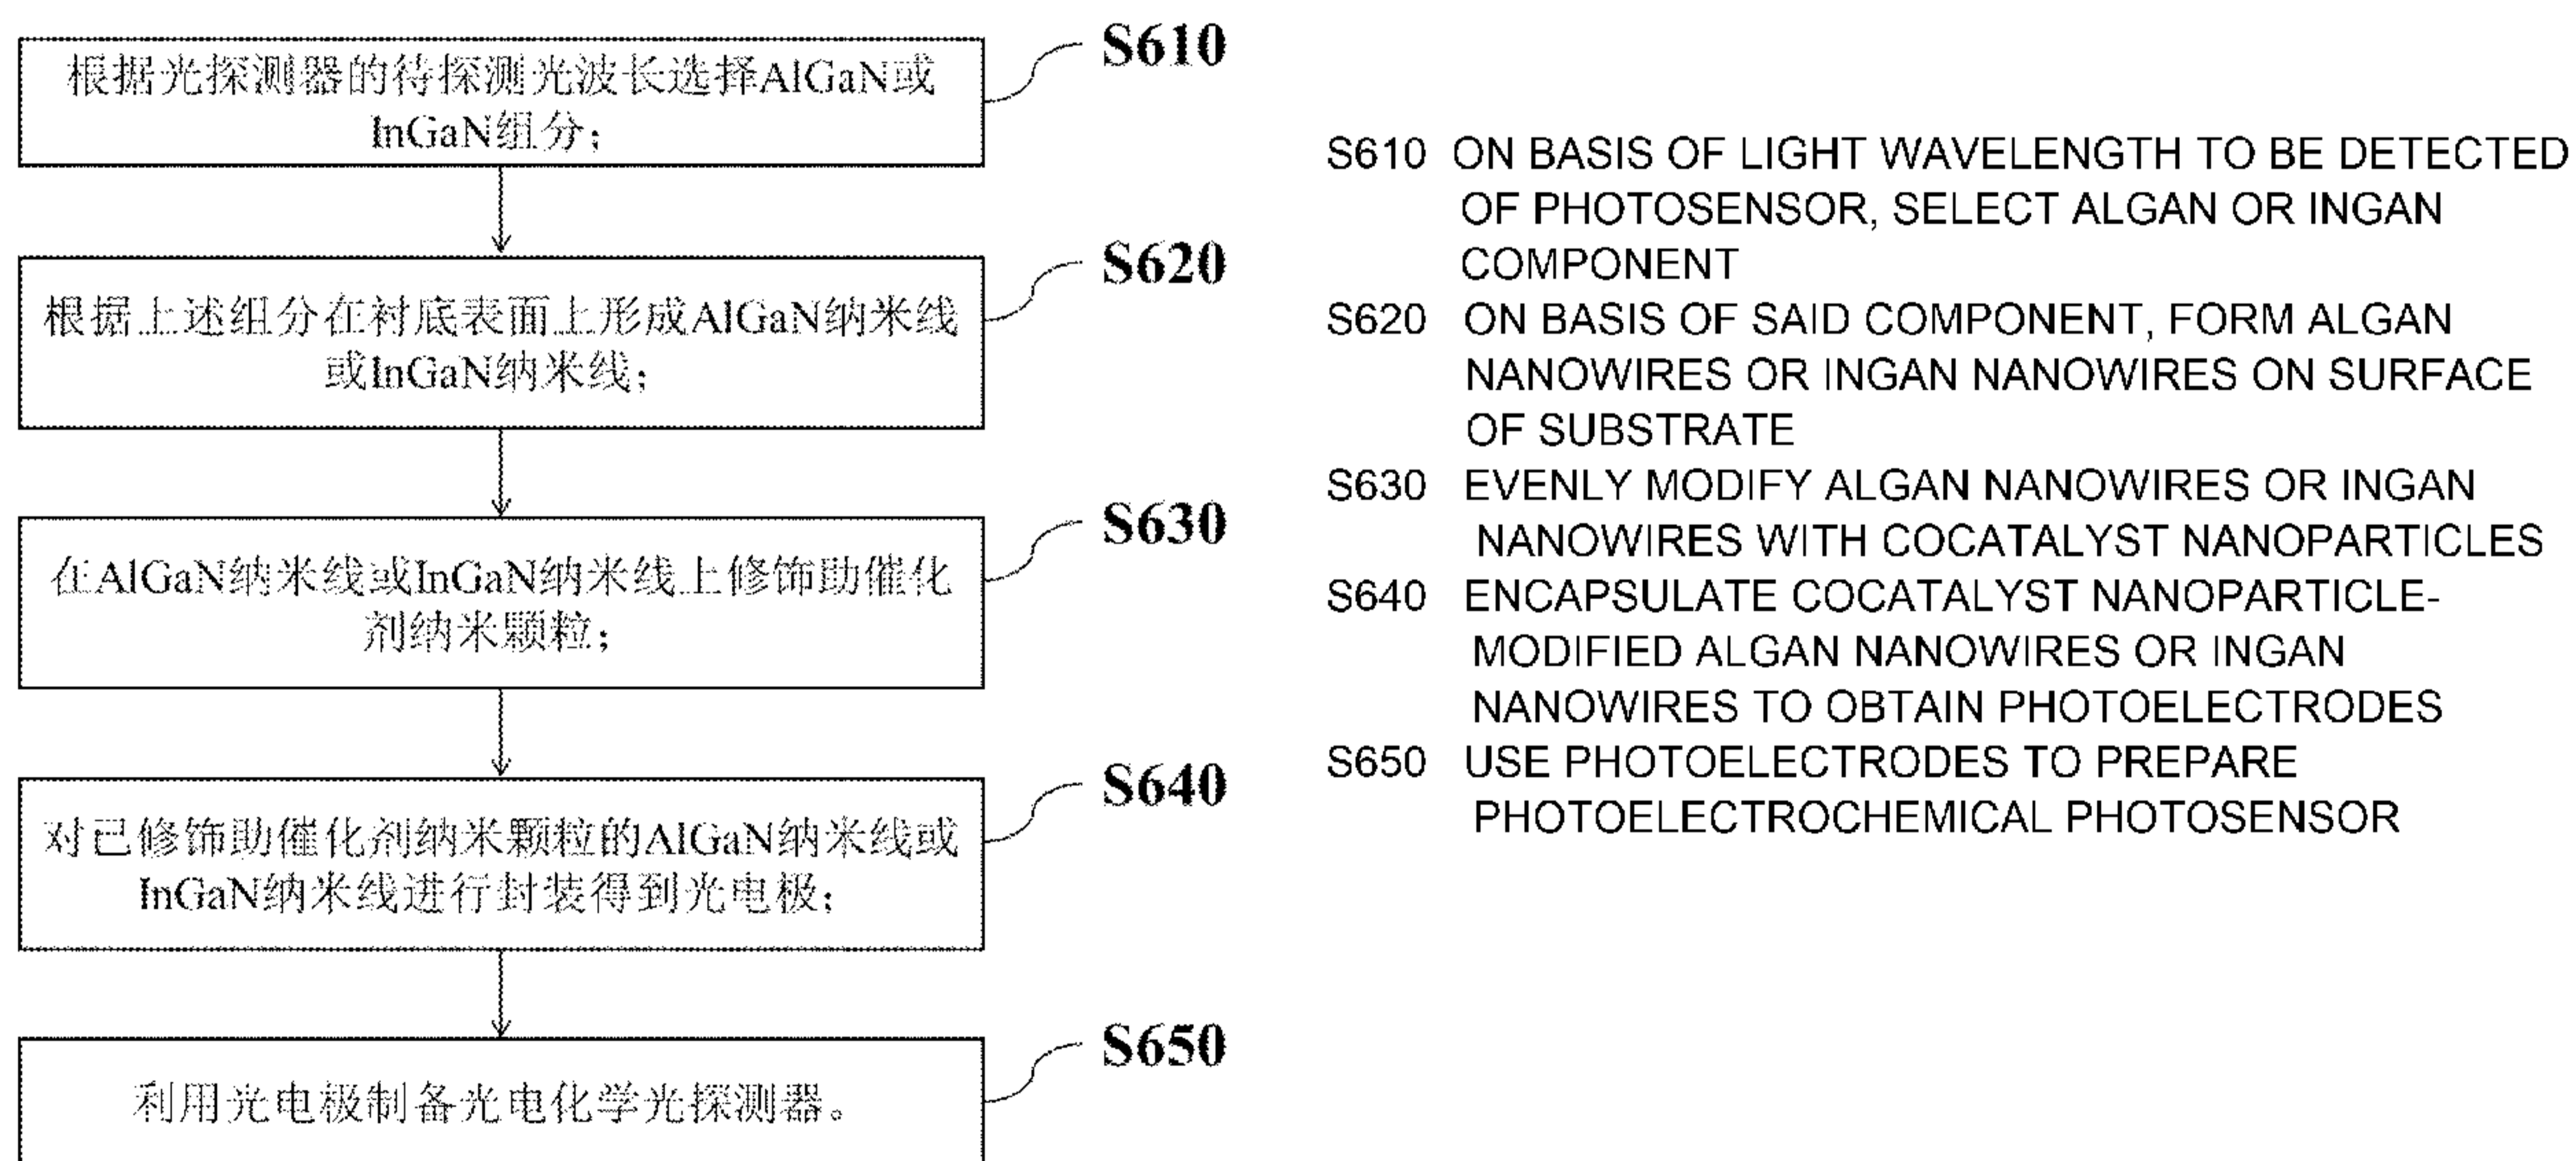 根据光探测器的待探测光波长选择AlGaN或
InGaN组分；
S610
根据上述组分在衬底表面上形成AlGaN纳米线
或InGaN纳米线；
S620
在AlGaN纳米线或InGaN纳米线上修饰助催化
剂纳米颗粒；
S630
对已修饰助催化剂纳米颗粒的AlGaN纳米线或
InGaN纳米线进行封装得到光电极；
S640
利用光电极制备光电化学光探测器。
S650
S610 ON BASIS OF LIGHT WAVELENGTH TO BE DETECTED
OF PHOTOSENSOR, SELECT ALGAN OR INGAN
COMPONENT
S620 ON BASIS OF SAID COMPONENT, FORM ALGAN
NANOWIRES OR INGAN NANOWIRES ON SURFACE
OF SUBSTRATE
S630 EVENLY MODIFY ALGAN NANOWIRES OR INGAN
NANOWIRES WITH COCATALYST NANOPARTICLES
S640 ENCAPSULATE COCATALYST NANOPARTICLE-
MODIFIED ALGAN NANOWIRES OR INGAN
NANOWIRES TO OBTAIN PHOTOELECTRODES
S650 USE PHOTOELECTRODES TO PREPARE
PHOTOELECTROCHEMICAL PHOTOSENSOR